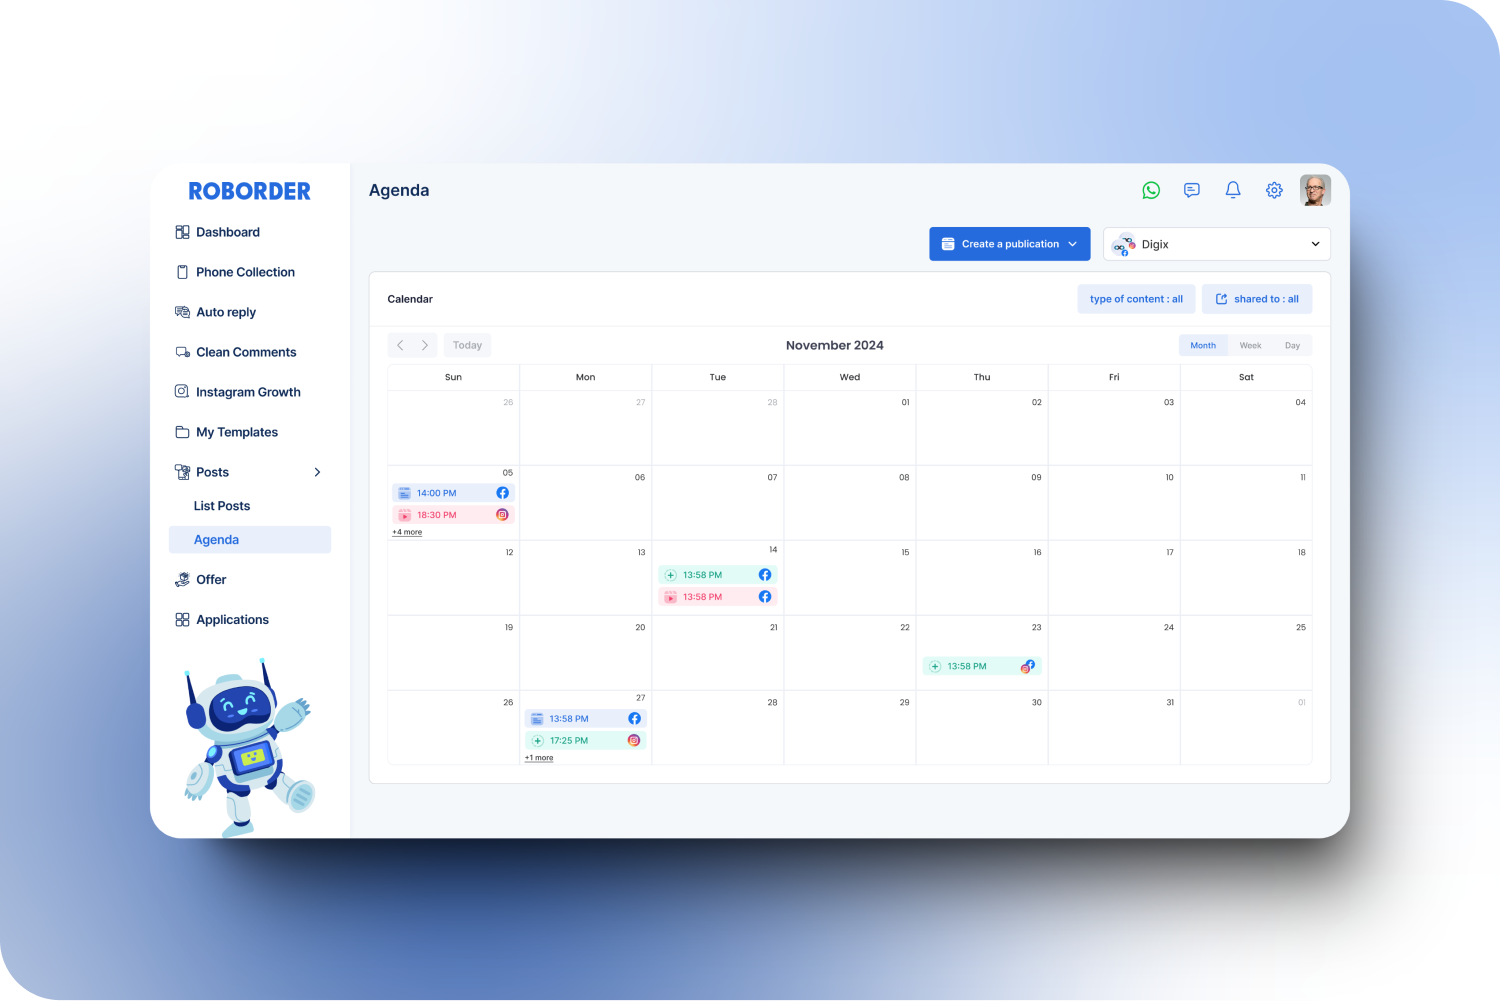 ROBORDER
Dashboard
Phone Collection
Auto reply
Clean Comments
Instagram Growth
My Templates
Posts
List Posts
Agenda
Offer
Applications
Agenda
Create a publication
Digix
Calendar
type of content : all
shared to : all
Today
November 2024
Month Week Day
Sun Mon Tue Wed Thu Fri Sat
26 27 28 01 02 03 04
05 06 07 08 09 10 11
14:00 PM
18:30 PM
+4 more
12 13 14 15 16 17 18
13:58 PM
13:58 PM
19 20 21 22 23 24 25
13:58 PM
26 27 28 29 30 31 01
13:58 PM
17:25 PM
+1 more